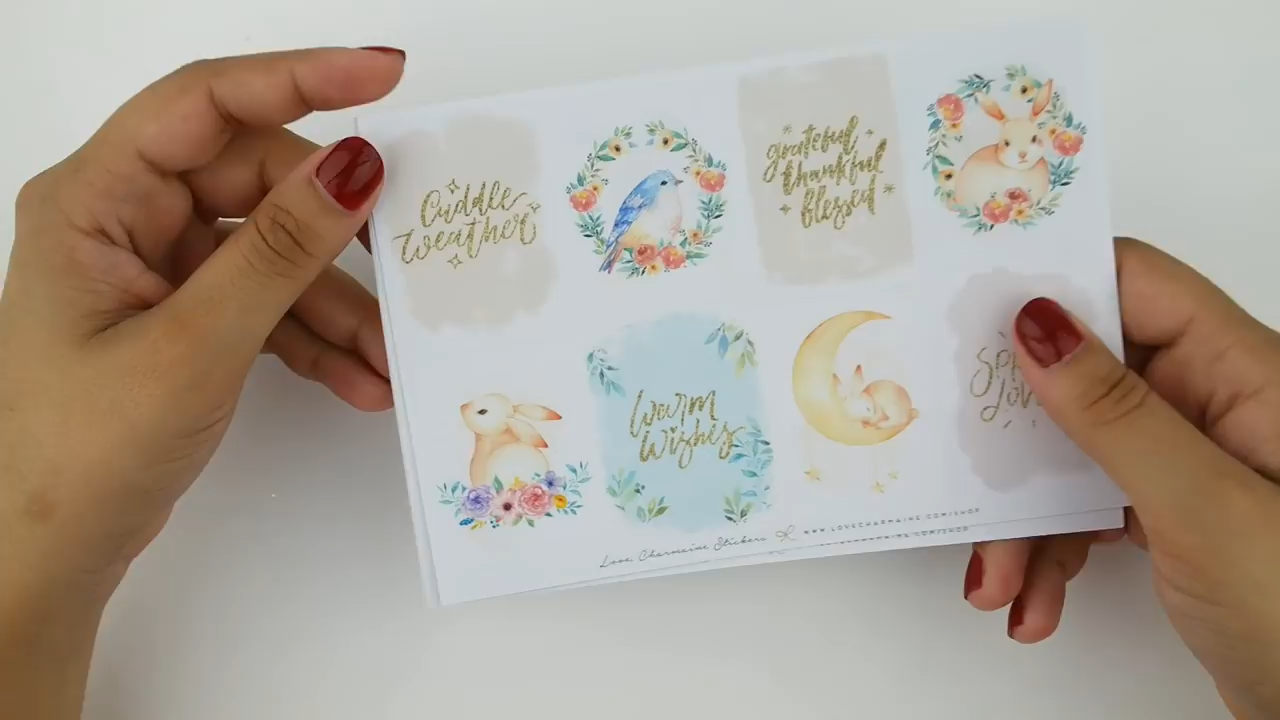 Cuddle
weather
grateful
thankful
blessed
warm
wishes
Love Charmaine Stickers WWW.LOVECHARMAINE.COM/SHOP